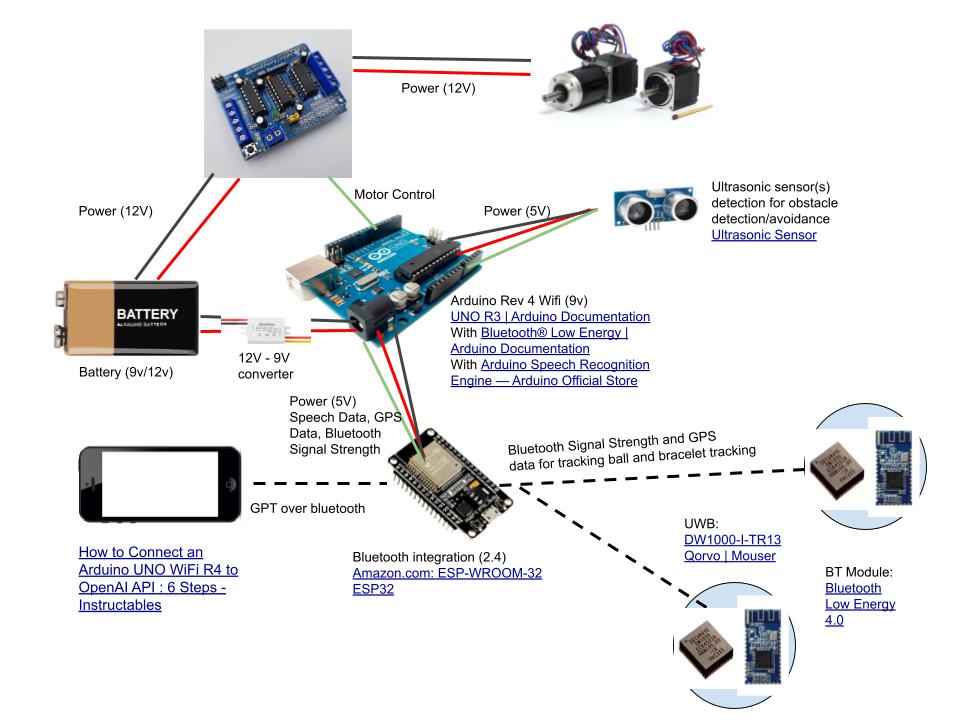 Power (12V)
Motor Control
Power (12V)
Power (5V)
Ultrasonic sensor(s)
detection for obstacle
detection/avoidance
Ultrasonic Sensor
BATTERY
ALKALINE BATTERY
Battery (9v/12v)
12V - 9V
converter
Arduino Rev 4 Wifi (9v)
UNO R3 | Arduino Documentation
With Bluetooth® Low Energy |
Arduino Documentation
With Arduino Speech Recognition
Engine — Arduino Official Store
Power (5V)
Speech Data, GPS
Data, Bluetooth
Signal Strength
Bluetooth Signal Strength and GPS
data for tracking ball and bracelet tracking
GPT over bluetooth
How to Connect an
Arduino UNO WiFi R4 to
OpenAI API : 6 Steps -
Instructables
Bluetooth integration (2.4)
Amazon.com: ESP-WROOM-32
ESP32
UWB:
DW1000-I-TR13
Qorvo | Mouser
BT Module:
Bluetooth
Low Energy
4.0